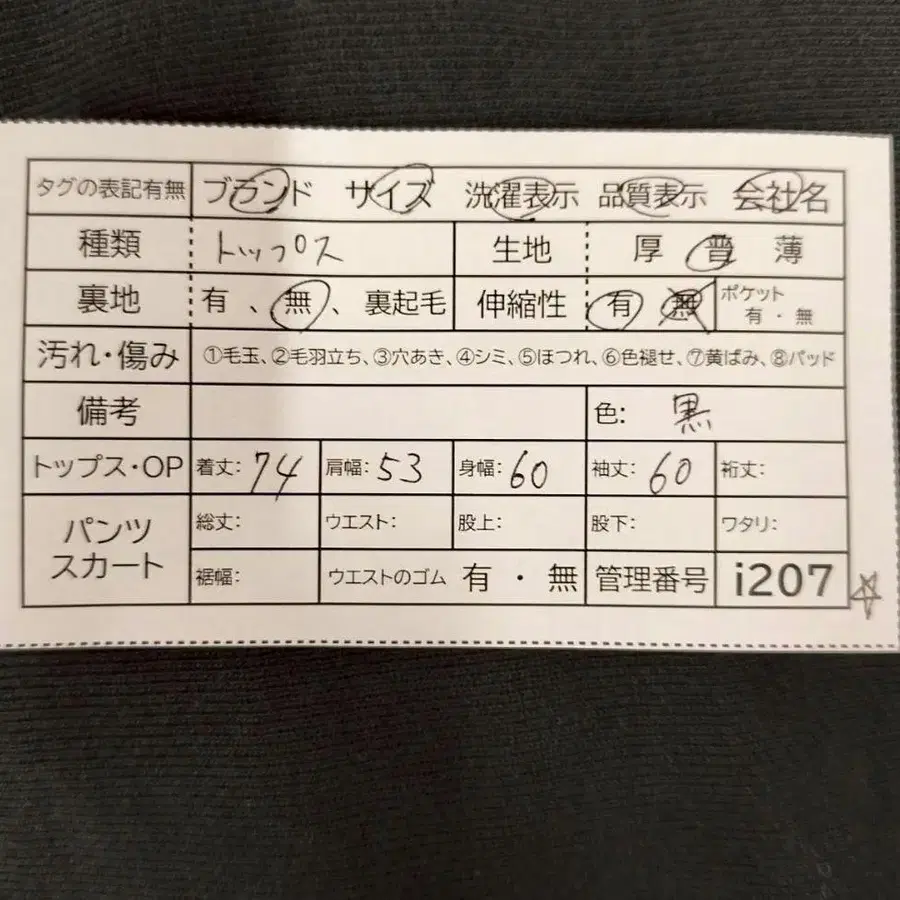 タグの表記有無 ブランド サイズ 洗濯表示 品質表示 会社名
種類 トップス 生地 厚 普 薄
裏地 有 、 無 、 裏起毛 伸縮性 有 無 ポケット 有 ・ 無
汚れ・傷み ①毛玉、②毛羽立ち、③穴あき、④シミ、⑤ほつれ、⑥色褪せ、⑦黄ばみ、⑧パッド
備考 色: 黒
トップス・OP 着丈: 74 肩幅: 53 身幅: 60 袖丈: 60 裄丈:
パンツ スカート 総丈: ウエスト: 股上: 股下: ワタリ:
裾幅: ウエストのゴム 有 ・ 無 管理番号 i207